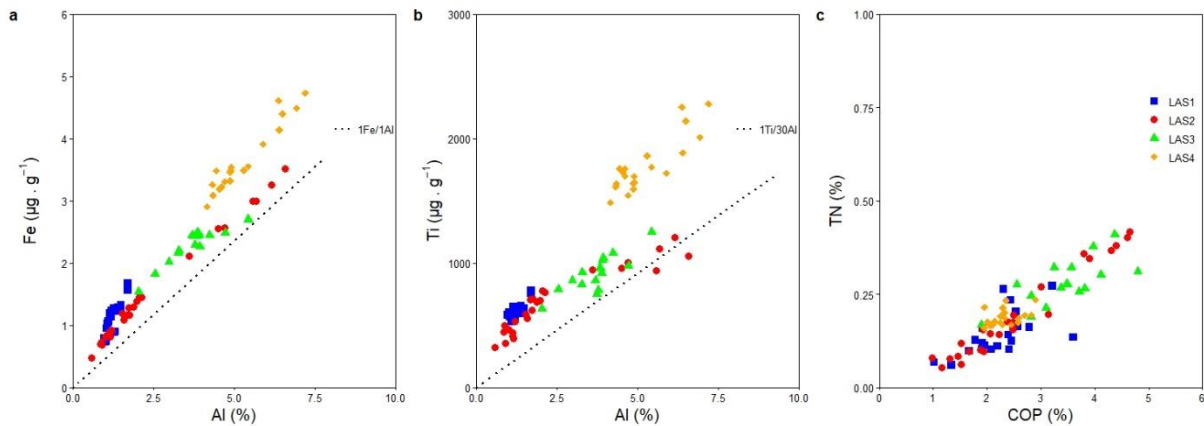 a
Fe (µg . g⁻¹)
6
5
4
3
2
1
0
0
2.5
5.0
7.5
10.0
Al (%)
1Fe/1Al
b
Ti (µg . g⁻¹)
3000
2000
1000
0
0
2.5
5.0
7.5
10.0
Al (%)
1Ti/30Al
c
TN (%)
1.00
0.75
0.50
0.25
0.00
0
1
2
3
4
5
6
COP (%)
LAS1
LAS2
LAS3
LAS4